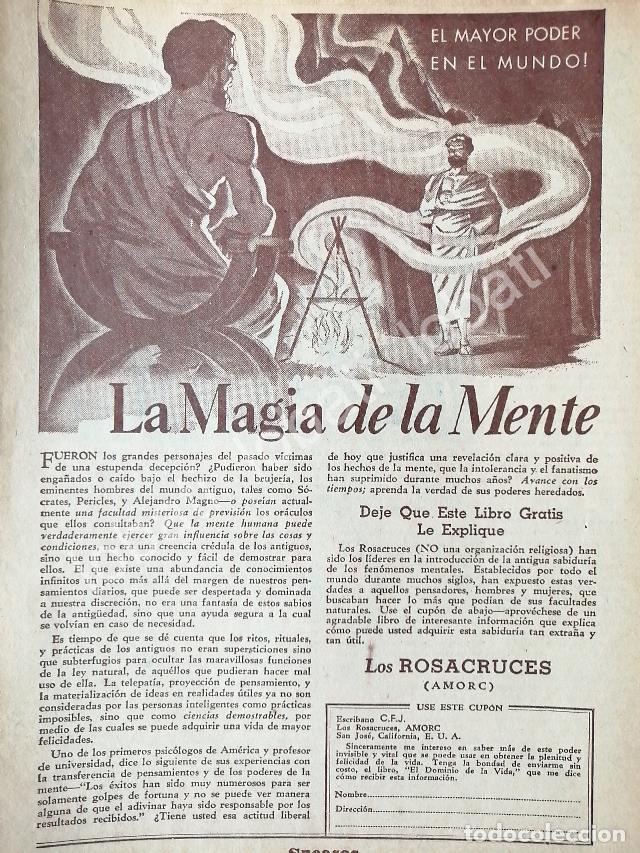 EL MAYOR PODER
EN EL MUNDO!
La Magia de la Mente
FUERON los grandes personajes del pasado víctimas
de una estupenda decepción? ¿Pudieron haber sido
engañados o caído bajo el hechizo de la brujería, los
eminentes hombres del mundo antiguo, tales como Só-
crates, Pericles, y Alejandro Magno—o poseían actual-
mente una facultad misteriosa de previsión los oráculos
que ellos consultaban? Que la mente humana puede
verdaderamente ejercer gran influencia sobre las cosas y
condiciones, no era una creencia crédula de los antiguos,
sino que un hecho conocido y fácil de demostrar para
ellos. El que existe una abundancia de conocimientos
infinitos un poco más allá del margen de nuestros pen-
samientos diarios, que puede ser despertada y dominada
a nuestra discreción, no era una fantasía de estos sabios
de la antigüedad, sino que una ayuda segura a la cual
se volvían en caso de necesidad.
Es tiempo de que se dé cuenta que los ritos, rituales,
y prácticas de los antiguos no eran supersticiones sino
que subterfugios para ocultar las maravillosas funciones
de la ley natural, de aquéllos que pudieran hacer mal
uso de ella. La telepatía, proyección de pensamiento, y
la materialización de ideas en realidades útiles ya no son
consideradas por las personas inteligentes como prácticas
imposibles, sino que como ciencias demostrables, por
medio de las cuales se puede adquirir una vida de mayor
felicidades.
Uno de los primeros psicólogos de América y profesor
de universidad, dice lo siguiente de sus experiencias con
la transferencia de pensamientos y de los poderes de la
mente—"Los éxitos han sido muy numerosos para ser
solamente golpes de fortuna y no se puede ver manera
alguna de que el adivinar haya sido responsable por los
resultados recibidos." ¿Tiene usted esa actitud liberal
de hoy que justifica una revelación clara y positiva de
los hechos de la mente, que la intolerancia y el fanatismo
han suprimido durante muchos años? Avance con los
tiempos; aprenda la verdad de sus poderes heredados.
Deje Que Este Libro Gratis
Le Explique
Los Rosacruces (NO una organización religiosa) han
sido los líderes en la introducción de la antigua sabiduría
de los fenómenos mentales. Establecidos por todo el
mundo durante muchos siglos, han expuesto estas ver-
dades a aquellos pensadores, hombres y mujeres, que
buscaban hacer lo más que podían de sus facultades
naturales. Use el cupón de abajo—aprovéchese de un
agradable libro de interesante información que explica
cómo puede usted adquirir esta sabiduría tan extraña y
tan útil.
Los ROSACRUCES
(AMORC)
USE ESTE CUPÓN
Escribano C.F.J.
Los Rosacruces, AMORC
San José, California, E. U. A.
Sinceramente me intereso en saber más de este poder
invisible y vital que se puede usar en obtener la plenitud y
felicidad de la vida. Tenga la bondad de enviarme sin
costo, el libro, "El Dominio de la Vida," que me dice
cómo recibir esta información.
Nombre
Dirección
todocoleccion